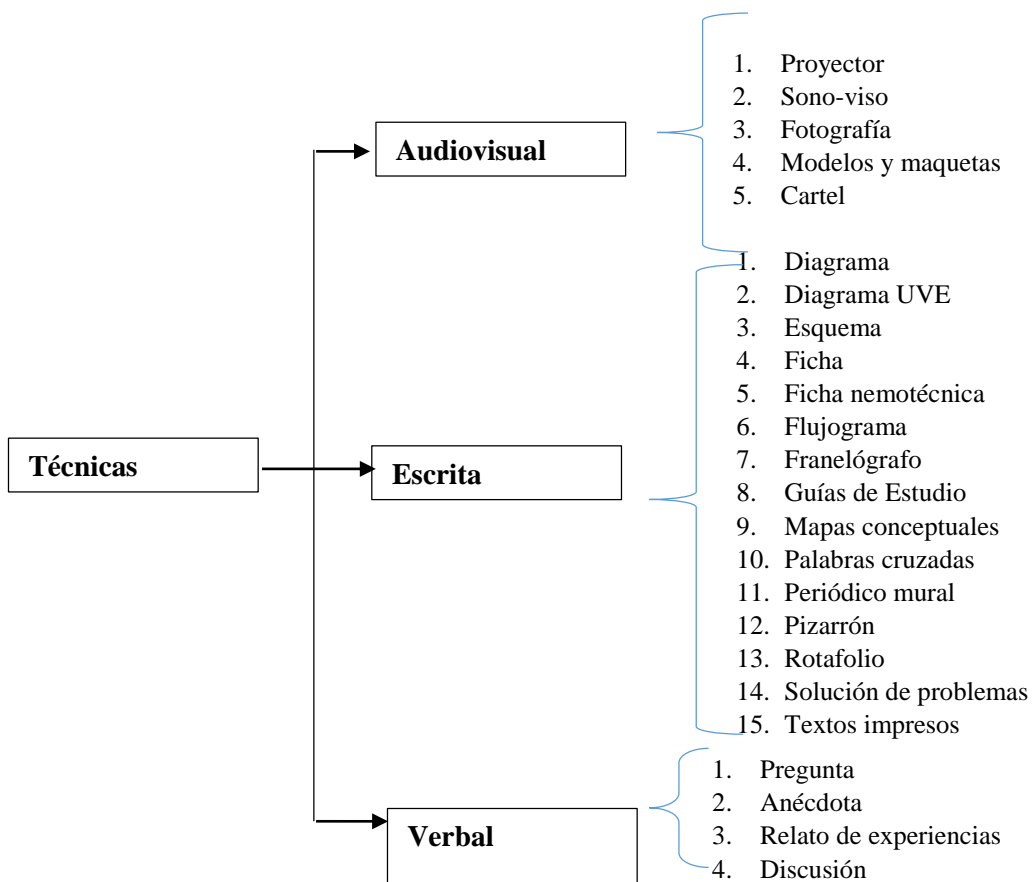 Técnicas
Audiovisual
1. Proyector
2. Sono-viso
3. Fotografía
4. Modelos y maquetas
5. Cartel
Escrita
1. Diagrama
2. Diagrama UVE
3. Esquema
4. Ficha
5. Ficha nemotécnica
6. Flujograma
7. Franelógrafo
8. Guías de Estudio
9. Mapas conceptuales
10. Palabras cruzadas
11. Periódico mural
12. Pizarrón
13. Rotafolio
14. Solución de problemas
15. Textos impresos
Verbal
1. Pregunta
2. Anécdota
3. Relato de experiencias
4. Discusión